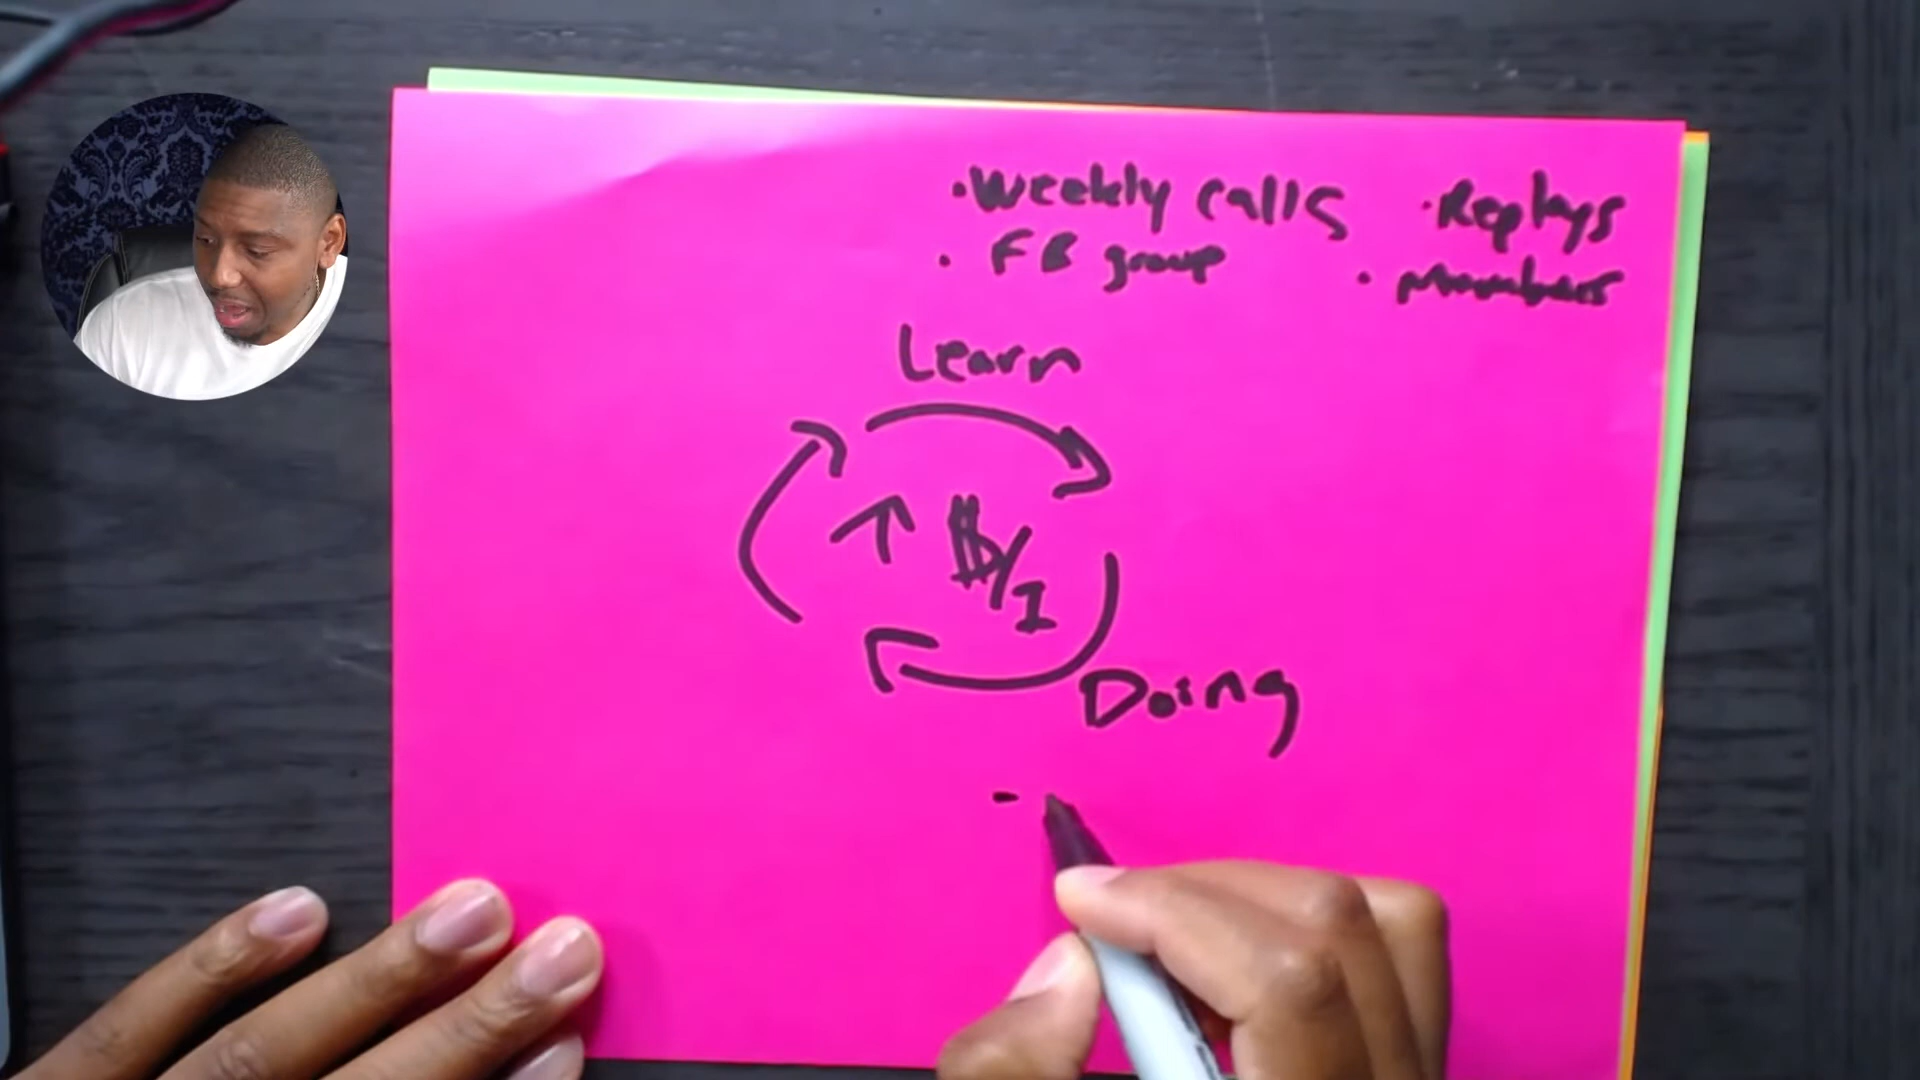 • Weekly calls • Replays
• FB group • Members
Learn
↑ $/I
Doing
-